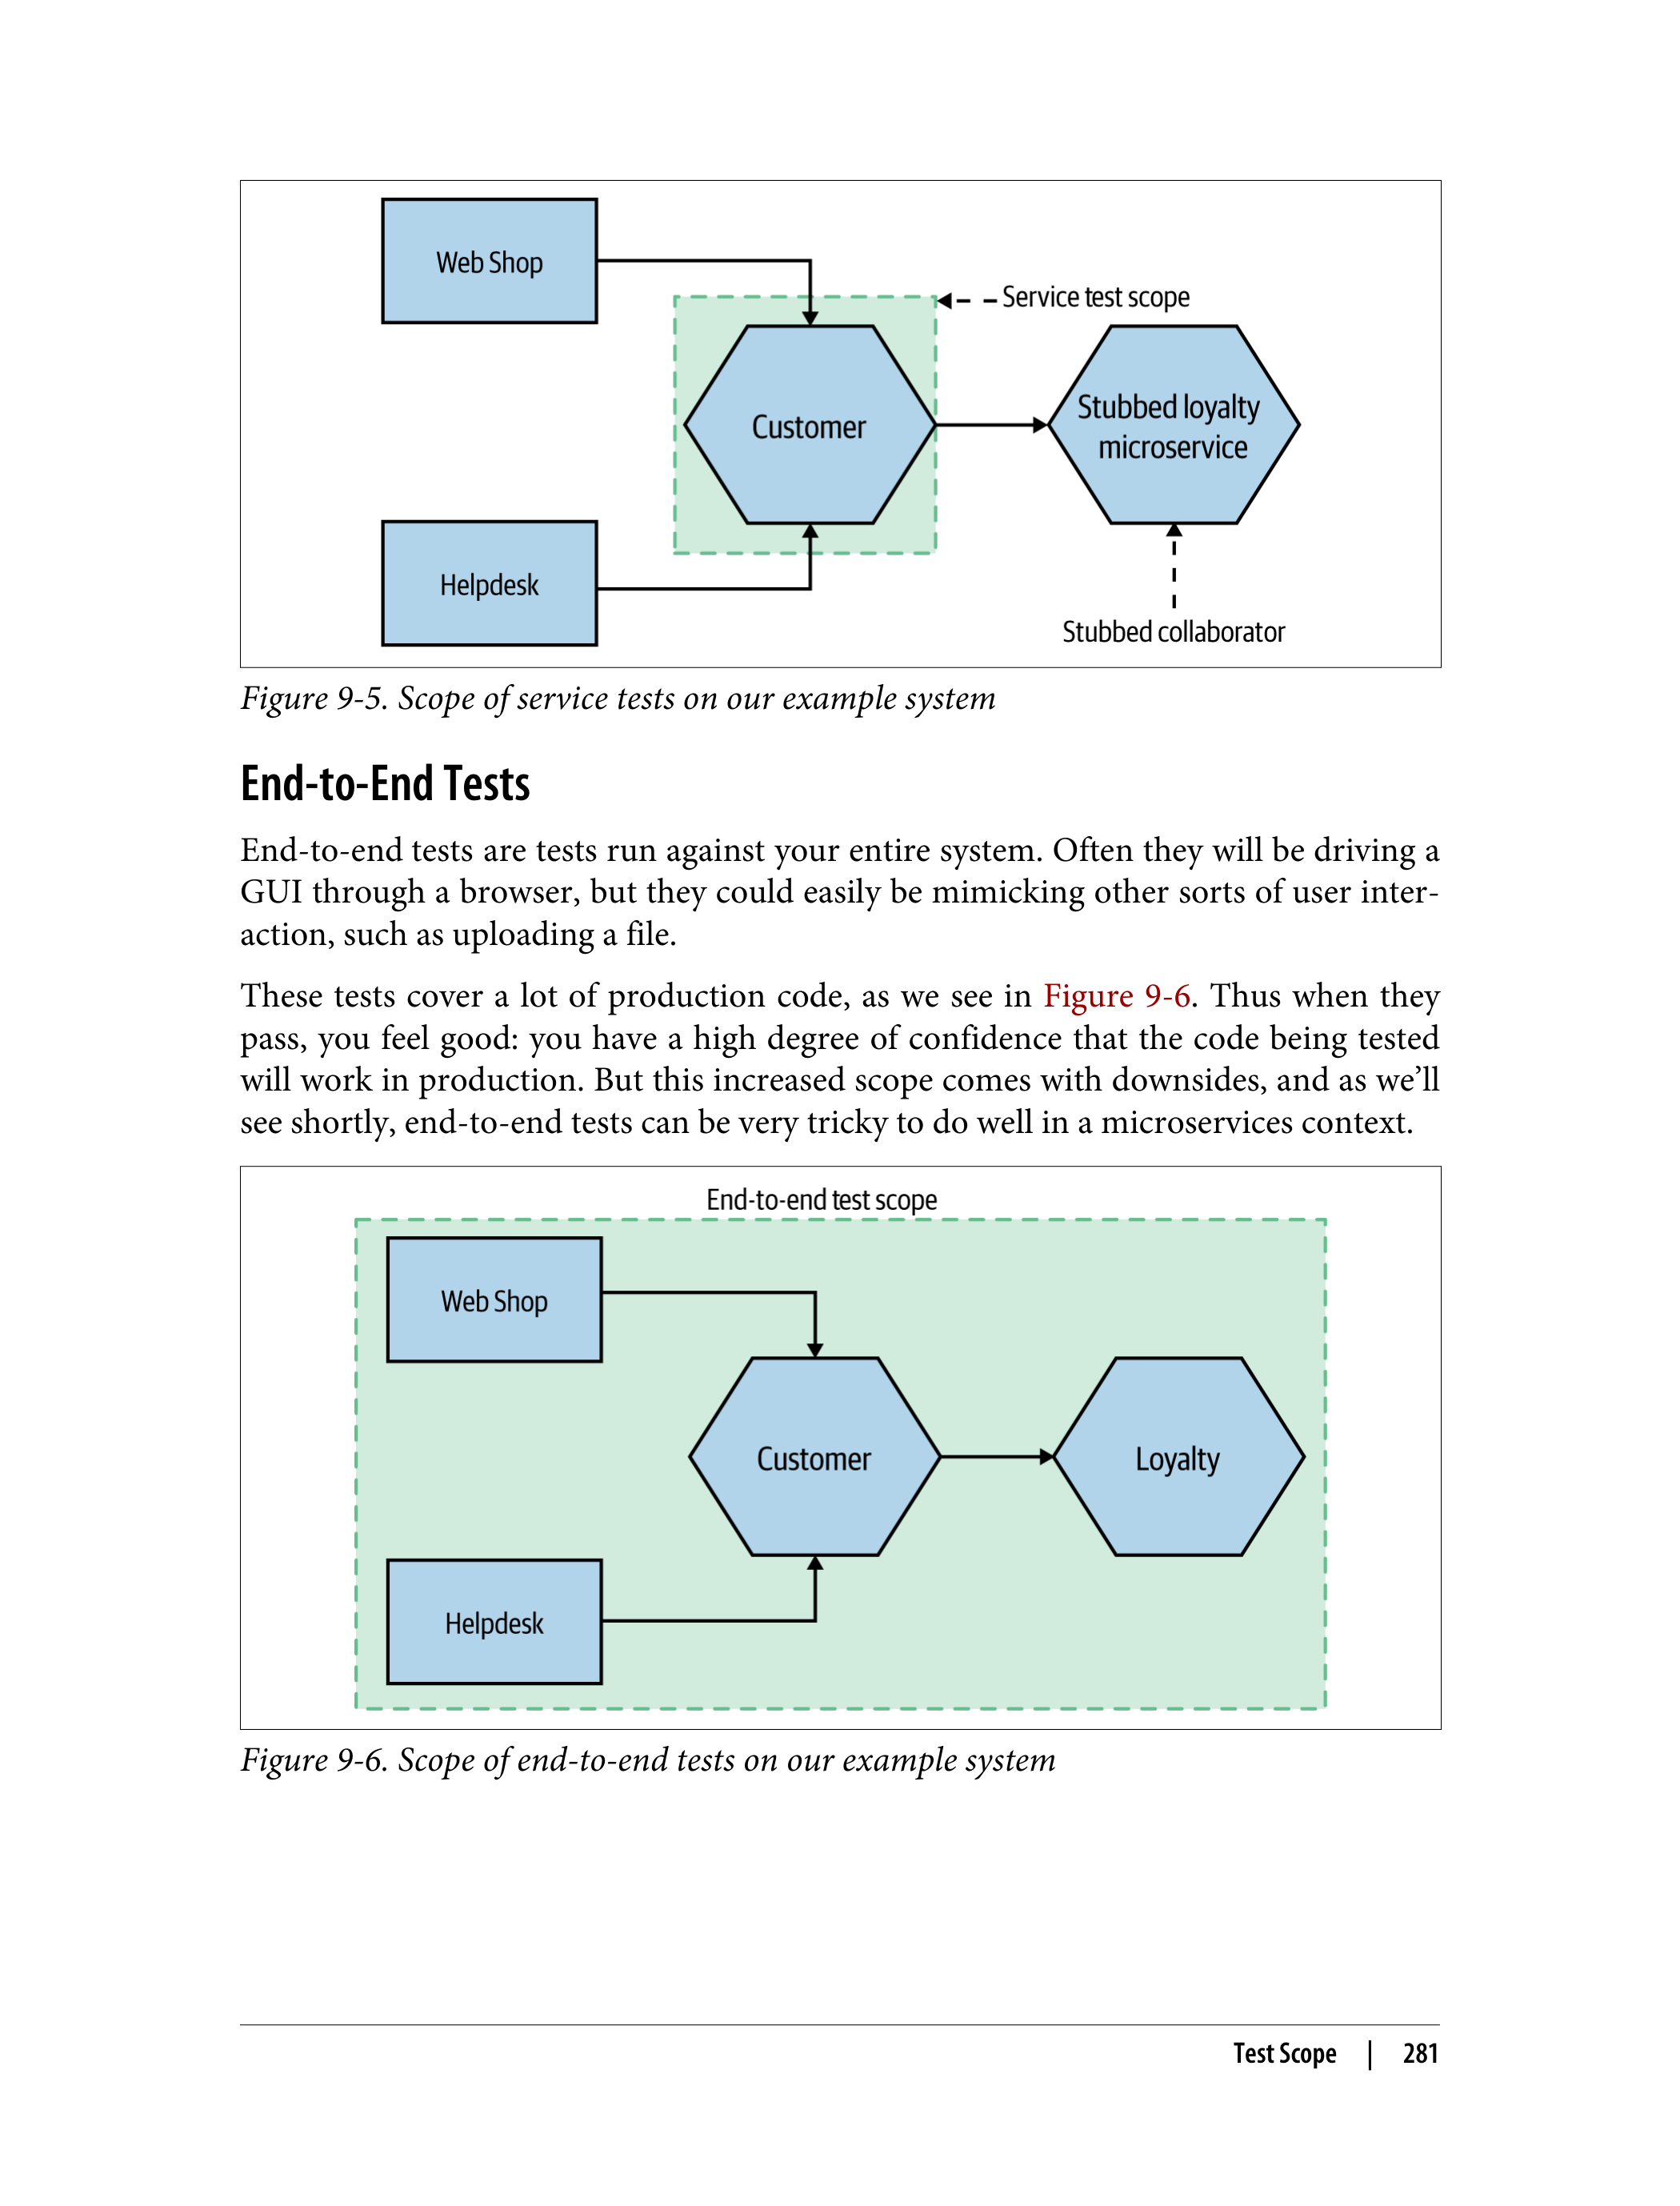 Web Shop
Service test scope
Customer
Stubbed loyalty
microservice
Helpdesk
Stubbed collaborator
Figure 9-5. Scope of service tests on our example system
End-to-End Tests
End-to-end tests are tests run against your entire system. Often they will be driving a
GUI through a browser, but they could easily be mimicking other sorts of user inter-
action, such as uploading a file.
These tests cover a lot of production code, as we see in Figure 9-6. Thus when they
pass, you feel good: you have a high degree of confidence that the code being tested
will work in production. But this increased scope comes with downsides, and as we’ll
see shortly, end-to-end tests can be very tricky to do well in a microservices context.
End-to-end test scope
Web Shop
Customer
Loyalty
Helpdesk
Figure 9-6. Scope of end-to-end tests on our example system
Test Scope | 281